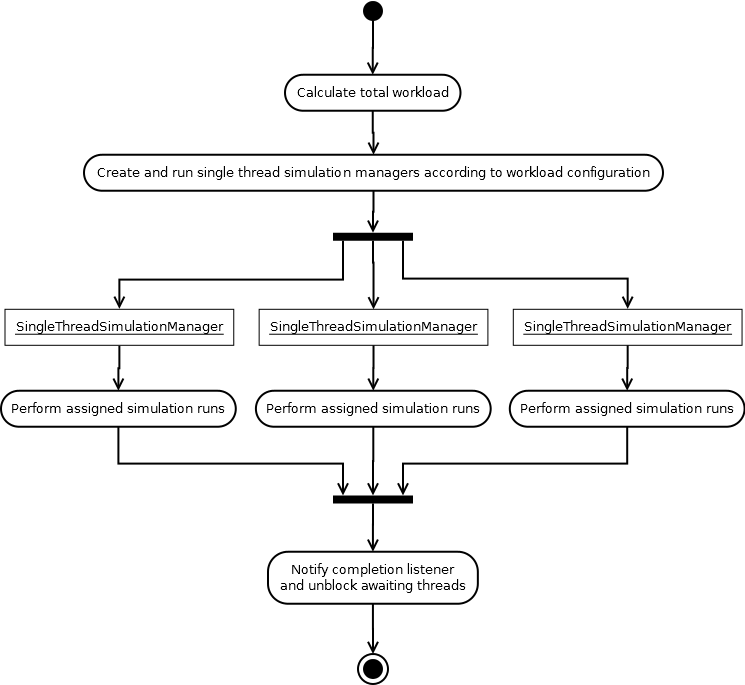 Calculate total workload
Create and run single thread simulation managers according to workload configuration
SingleThreadSimulationManager
SingleThreadSimulationManager
SingleThreadSimulationManager
Perform assigned simulation runs
Perform assigned simulation runs
Perform assigned simulation runs
Notify completion listener
and unblock awaiting threads